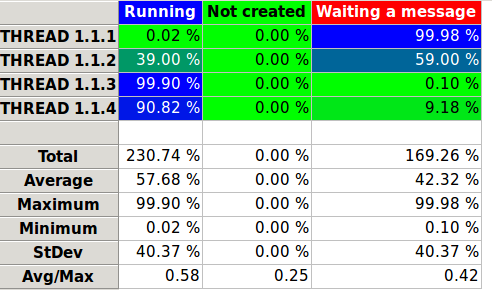 Running Not created Waiting a message
THREAD 1.1.1 0.02 % 0.00 % 99.98 %
THREAD 1.1.2 39.00 % 0.00 % 59.00 %
THREAD 1.1.3 99.90 % 0.00 % 0.10 %
THREAD 1.1.4 90.82 % 0.00 % 9.18 %
Total 230.74 % 0.00 % 169.26 %
Average 57.68 % 0.00 % 42.32 %
Maximum 99.90 % 0.00 % 99.98 %
Minimum 0.02 % 0.00 % 0.10 %
StDev 40.37 % 0.00 % 40.37 %
Avg/Max 0.58 0.25 0.42